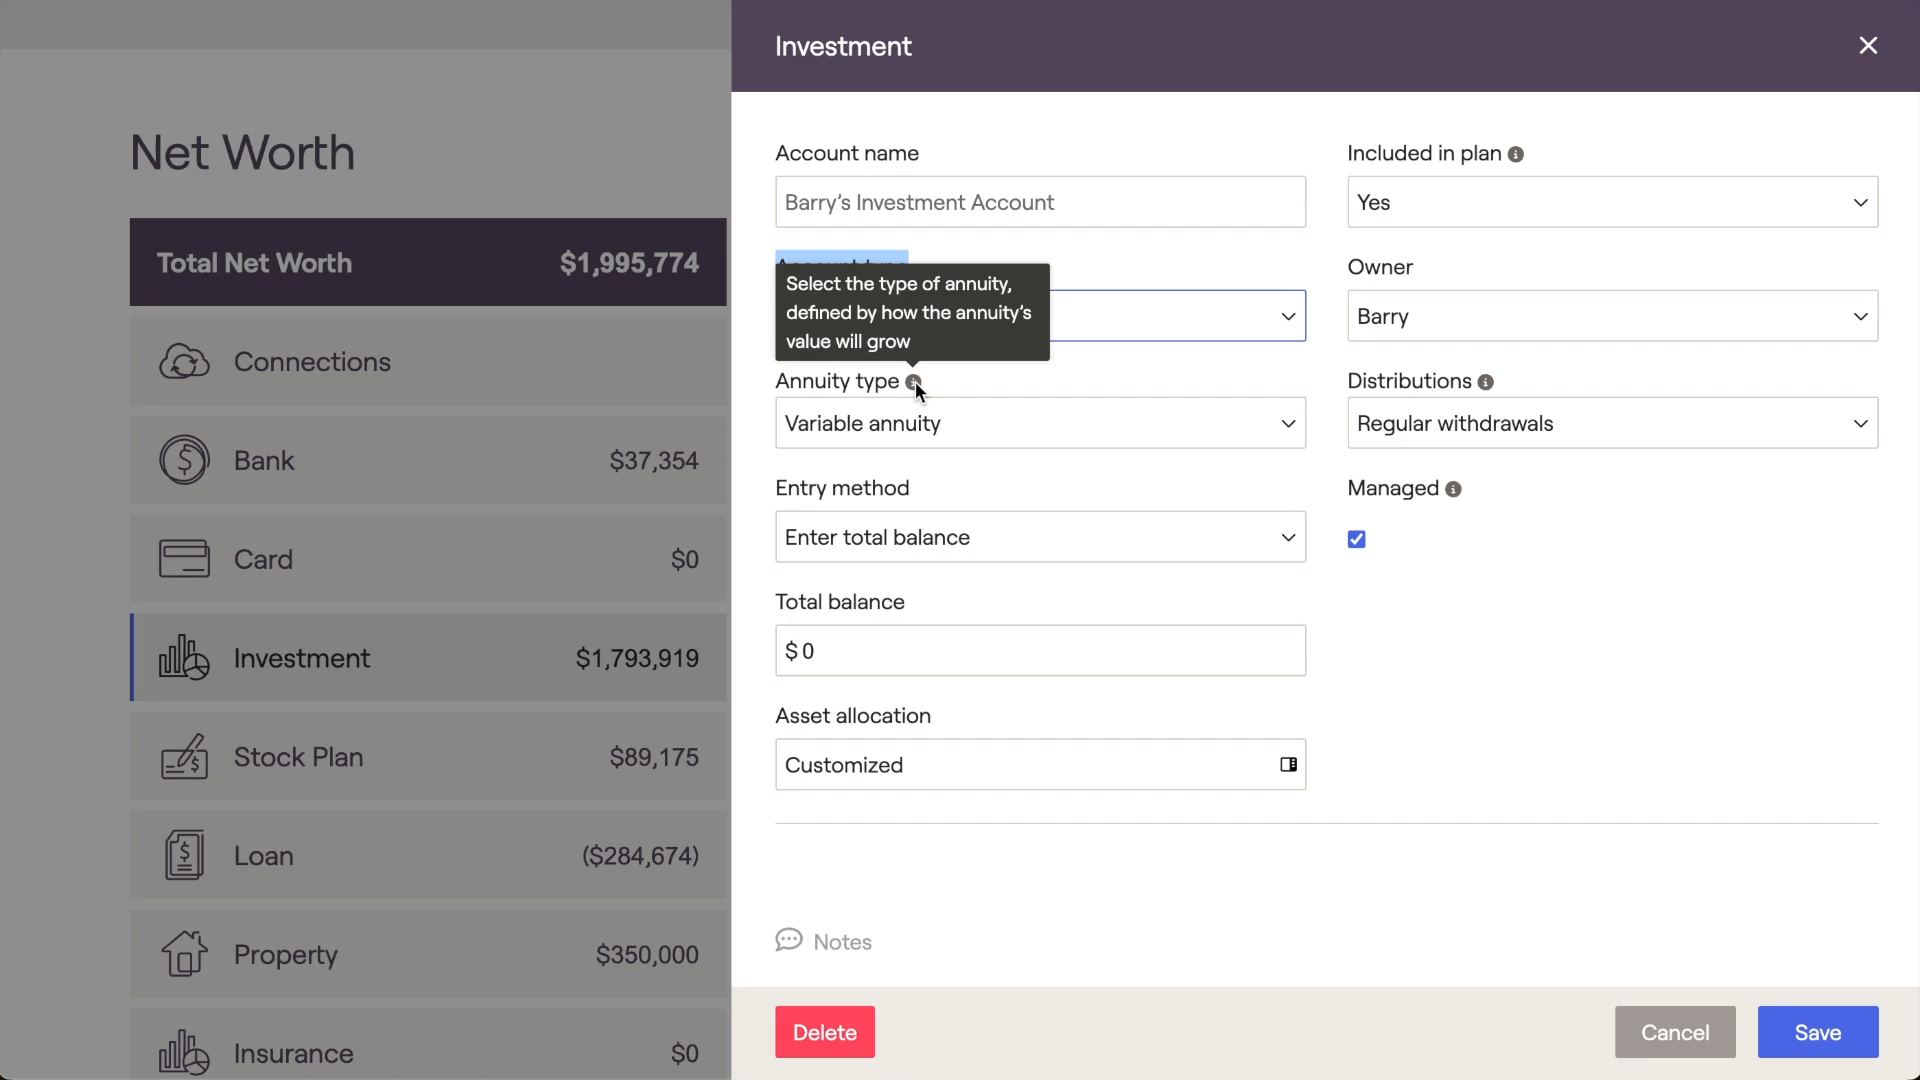 Net Worth
Total Net Worth $1,995,774
Connections
Bank $37,354
Card $0
Investment $1,793,919
Stock Plan $89,175
Loan ($284,674)
Property $350,000
Insurance $0
Investment
Account name
Barry's Investment Account
Select the type of annuity,
defined by how the annuity's
value will grow
Annuity type
Variable annuity
Entry method
Enter total balance
Total balance
$ 0
Asset allocation
Customized
Included in plan
Yes
Owner
Barry
Distributions
Regular withdrawals
Managed
Notes
Delete
Cancel
Save